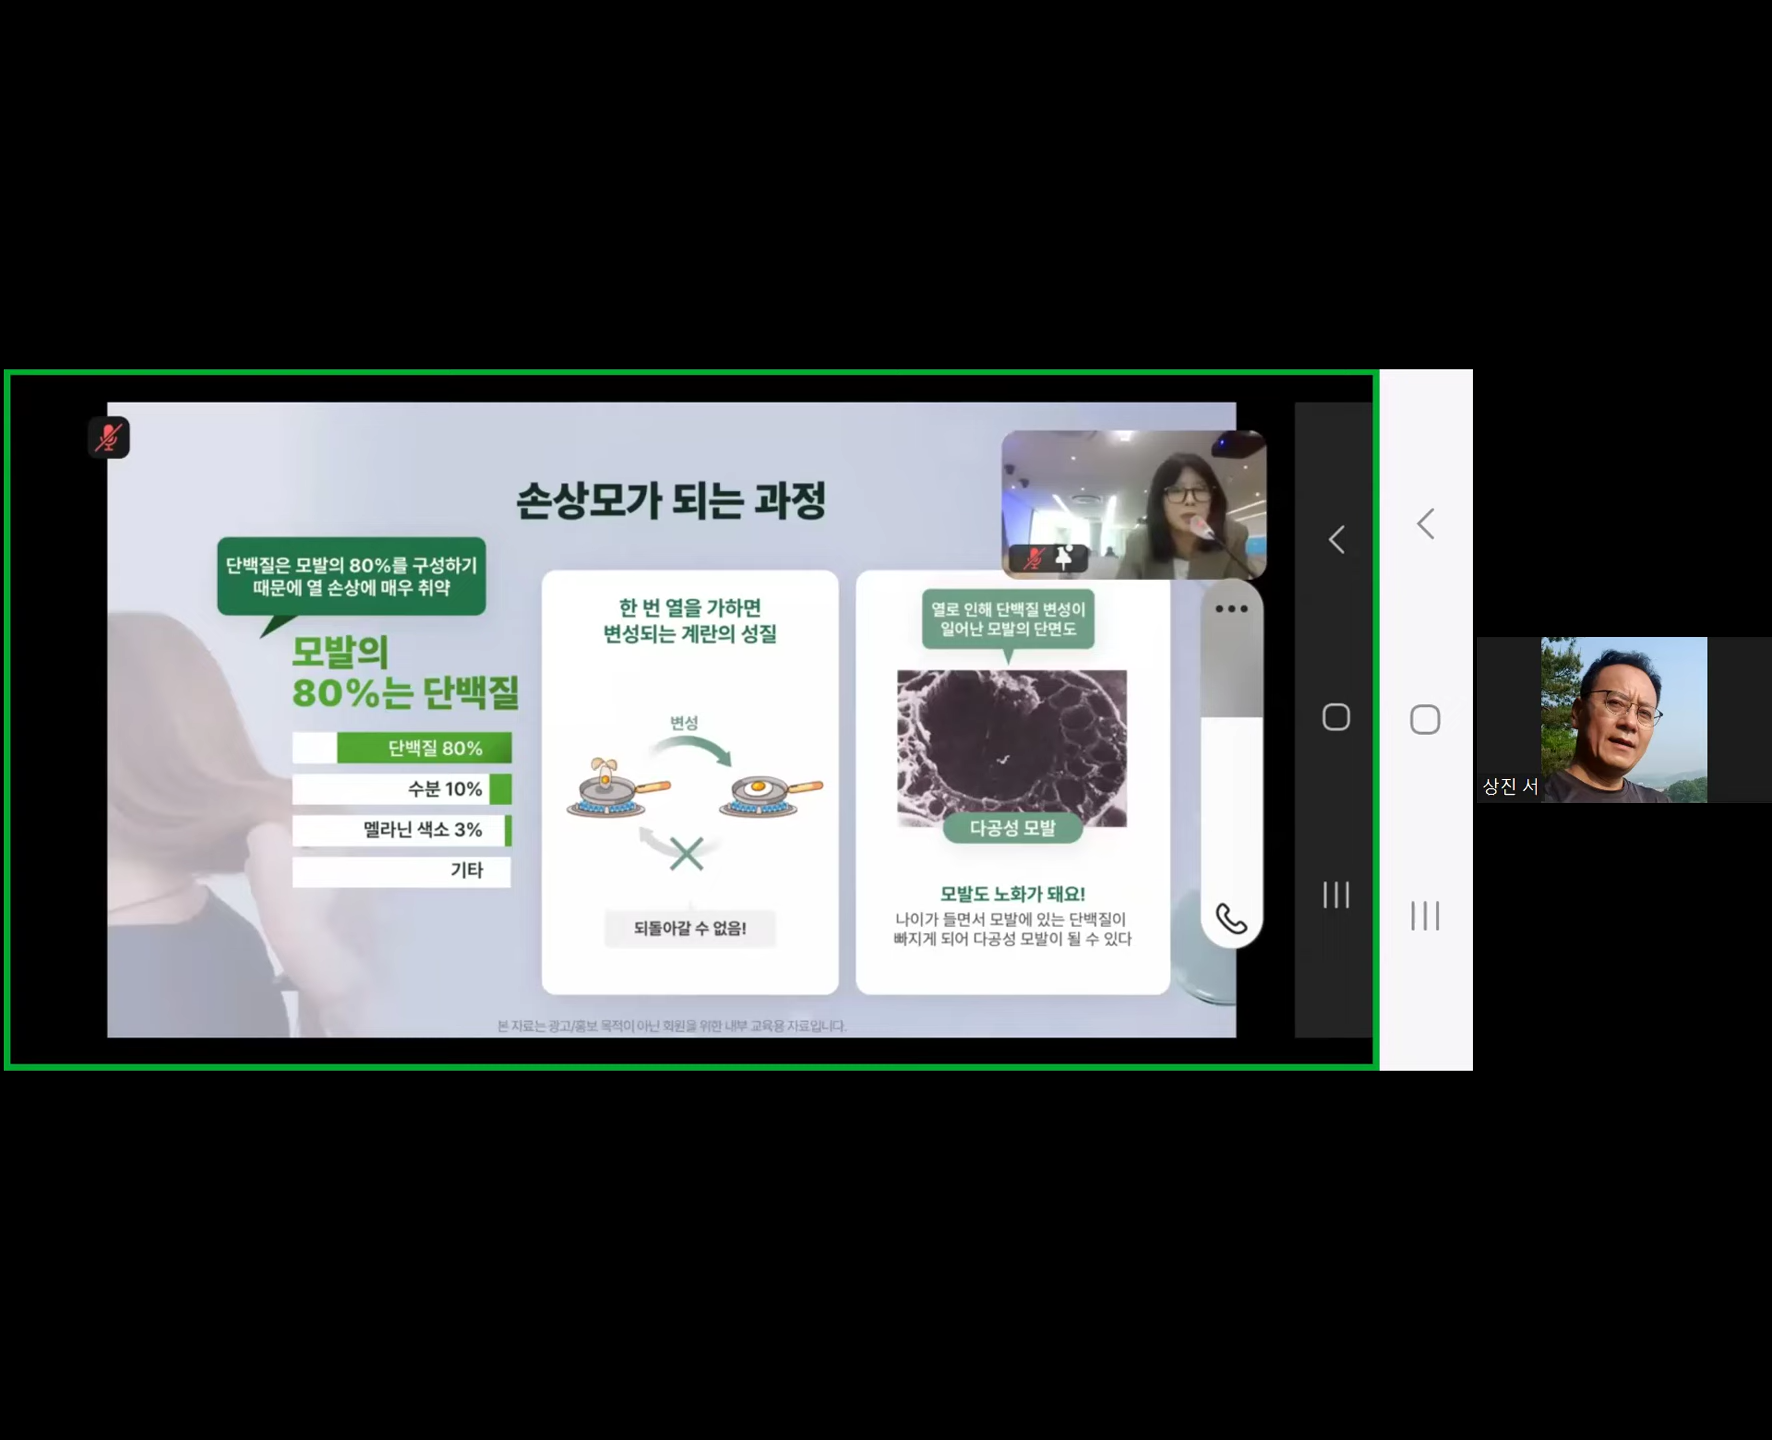 손상모가 되는 과정
단백질은 모발의 80%를 구성하기
때문에 열 손상에 매우 취약
모발의
80%는 단백질
단백질 80%
수분 10%
멜라닌 색소 3%
기타
한 번 열을 가하면
변성되는 계란의 성질
변성
되돌아갈 수 없음!
열로 인해 단백질 변성이
일어난 모발의 단면도
다공성 모발
모발도 노화가 돼요!
나이가 들면서 모발에 있는 단백질이
빠지게 되어 다공성 모발이 될 수 있다
본 자료는 광고/홍보 목적이 아닌 회원을 위한 내부 교육용 자료입니다.
상진 서